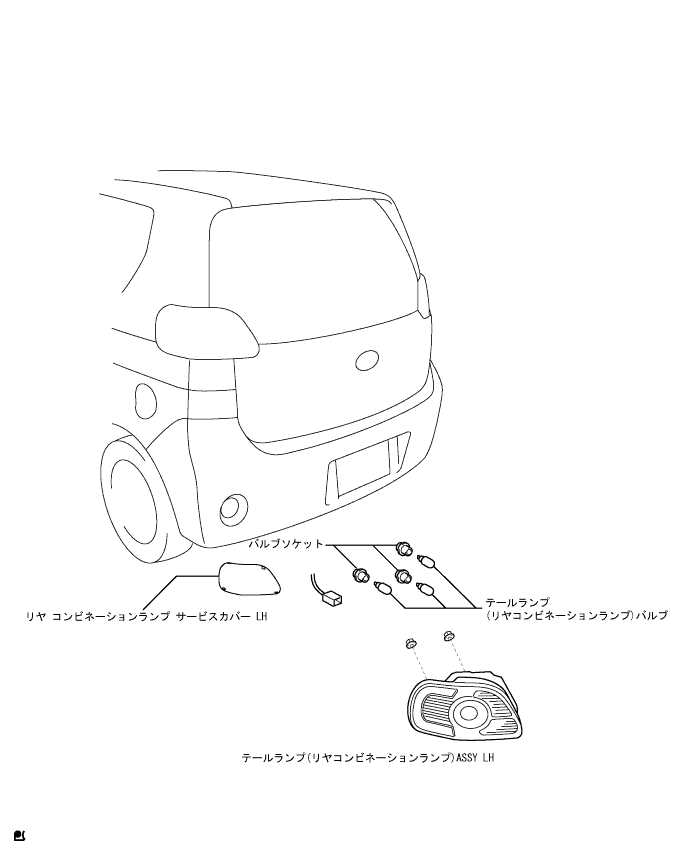 バルブソケット
リヤ コンビネーションランプ サービスカバー LH
テールランプ
(リヤコンビネーションランプ)バルブ
テールランプ(リヤコンビネーションランプ)ASSY LH